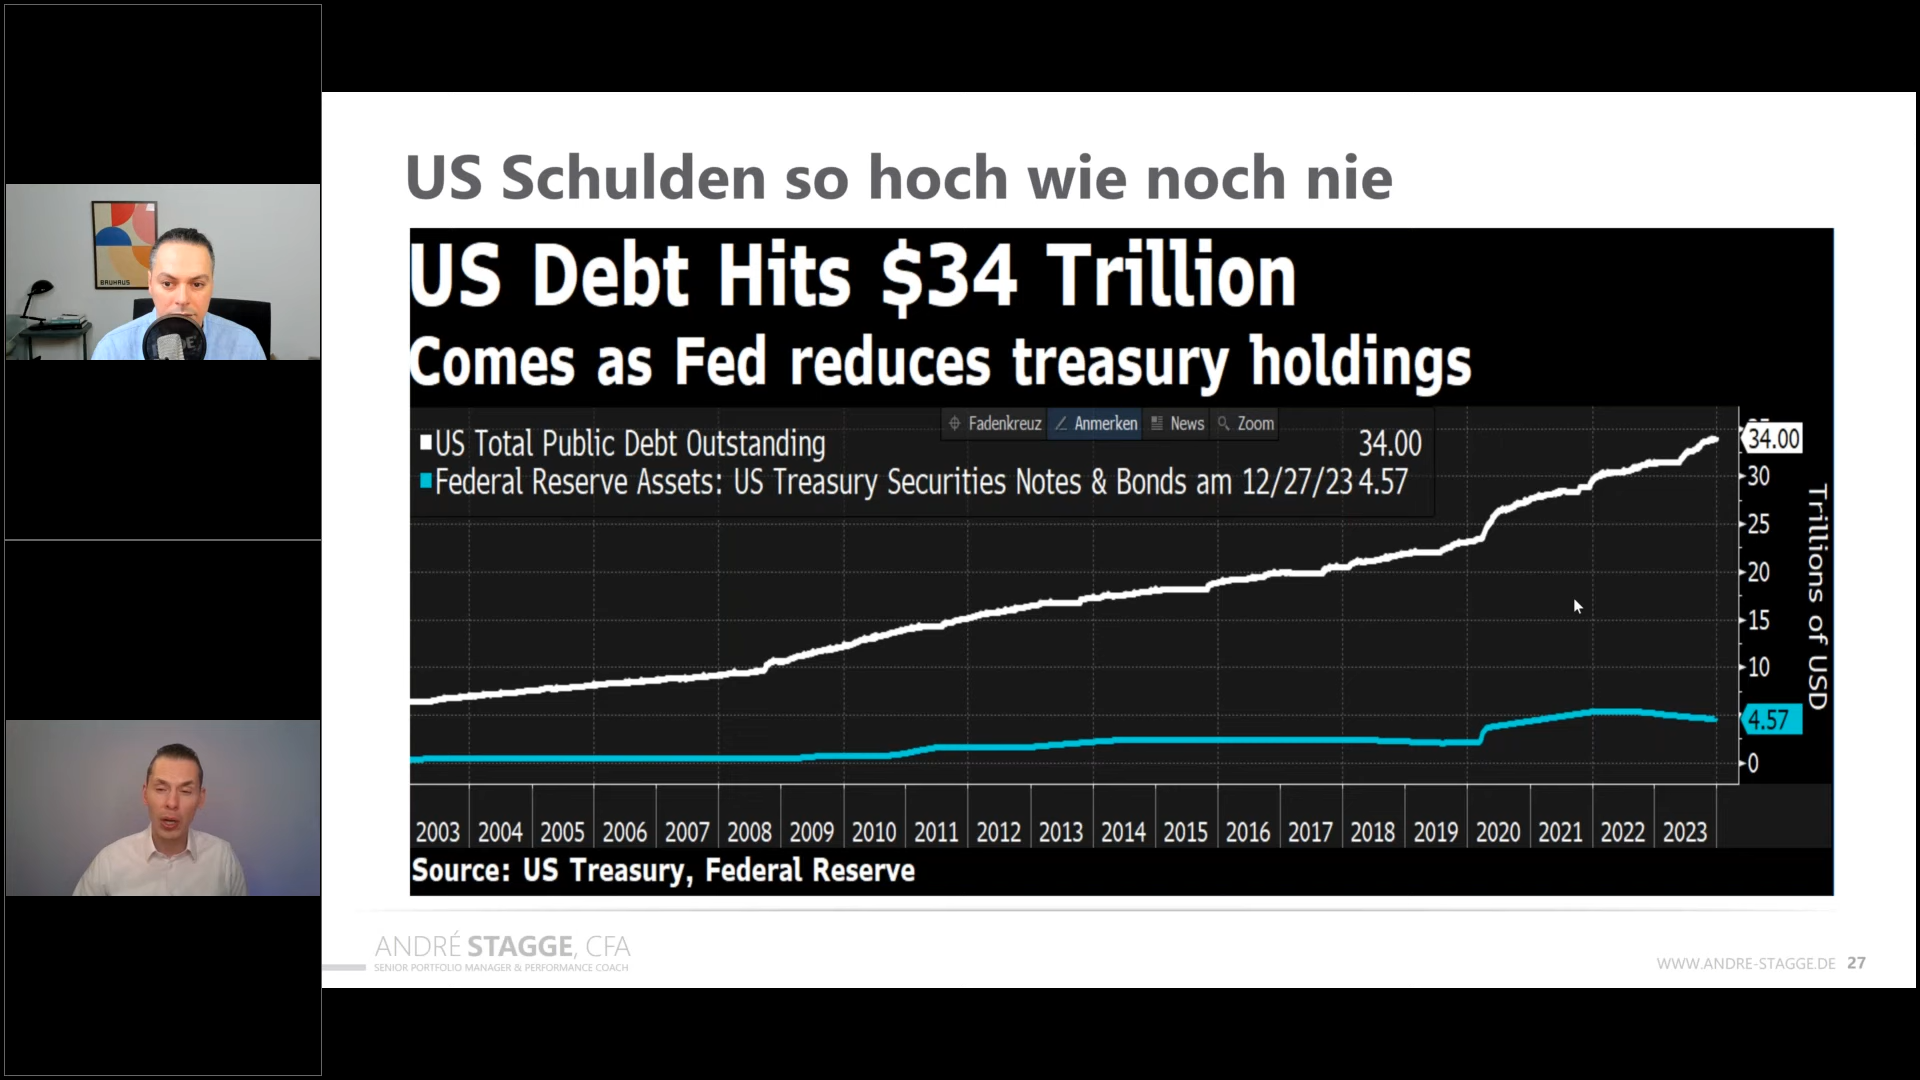 BAUHAUS
US Schulden so hoch wie noch nie
US Debt Hits $34 Trillion
Comes as Fed reduces treasury holdings
Fadenkreuz Anmerken News Zoom
US Total Public Debt Outstanding 34.00
Federal Reserve Assets: US Treasury Securities Notes & Bonds am 12/27/23 4.57
34.00
30
25
20
15
10
4.57
0
Trillions of USD
2003 2004 2005 2006 2007 2008 2009 2010 2011 2012 2013 2014 2015 2016 2017 2018 2019 2020 2021 2022 2023
Source: US Treasury, Federal Reserve
ANDRÉ STAGGE, CFA
SENIOR PORTFOLIO MANAGER & PERFORMANCE COACH
WWW.ANDRE-STAGGE.DE 27